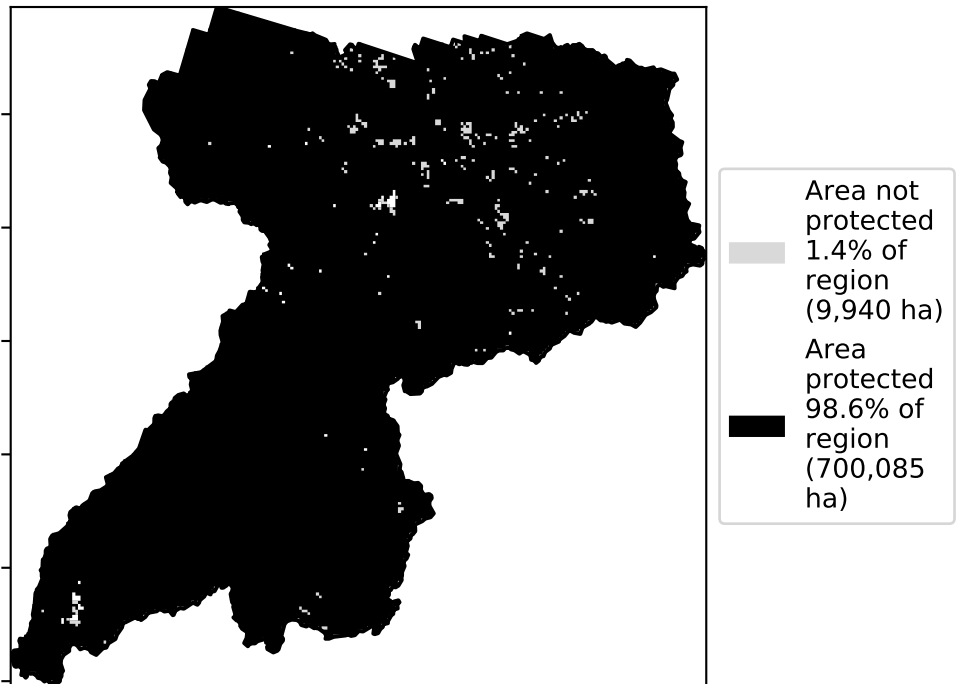 Area not
protected
1.4% of
region
(9,940 ha)
Area
protected
98.6% of
region
(700,085
ha)